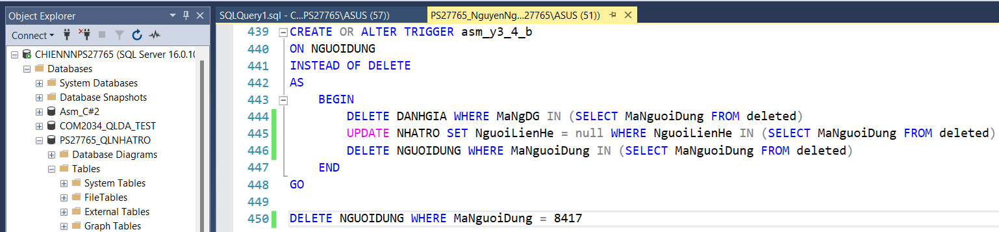 Object Explorer
Connect
CHIENNNPS27765 (SQL Server 16.0.10
Databases
System Databases
Database Snapshots
Asm_C#2
COM2034_QLDA_TEST
PS27765_QLNHATRO
Database Diagrams
Tables
System Tables
FileTables
External Tables
Graph Tables
SQLQuery1.sql - C...PS27765\ASUS (57))
PS27765_NguyenNg...27765\ASUS (51))
439 CREATE OR ALTER TRIGGER asm_y3_4_b
440 ON NGUOIDUNG
441 INSTEAD OF DELETE
442 AS
443 BEGIN
444 DELETE DANHGIA WHERE MaNgDG IN (SELECT MaNguoiDung FROM deleted)
445 UPDATE NHATRO SET NguoiLienHe = null WHERE NguoiLienHe IN (SELECT MaNguoiDung FROM deleted)
446 DELETE NGUOIDUNG WHERE MaNguoiDung IN (SELECT MaNguoiDung FROM deleted)
447 END
448 GO
449
450 DELETE NGUOIDUNG WHERE MaNguoiDung = 8417